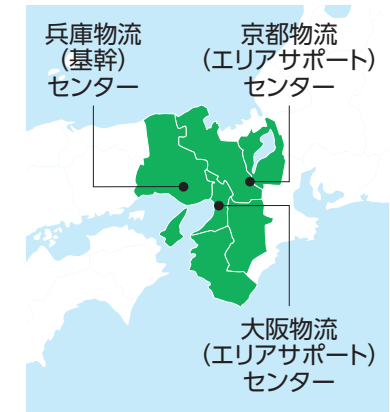 兵庫物流
(基幹)
センター
京都物流
(エリアサポート)
センター
大阪物流
(エリアサポート)
センター